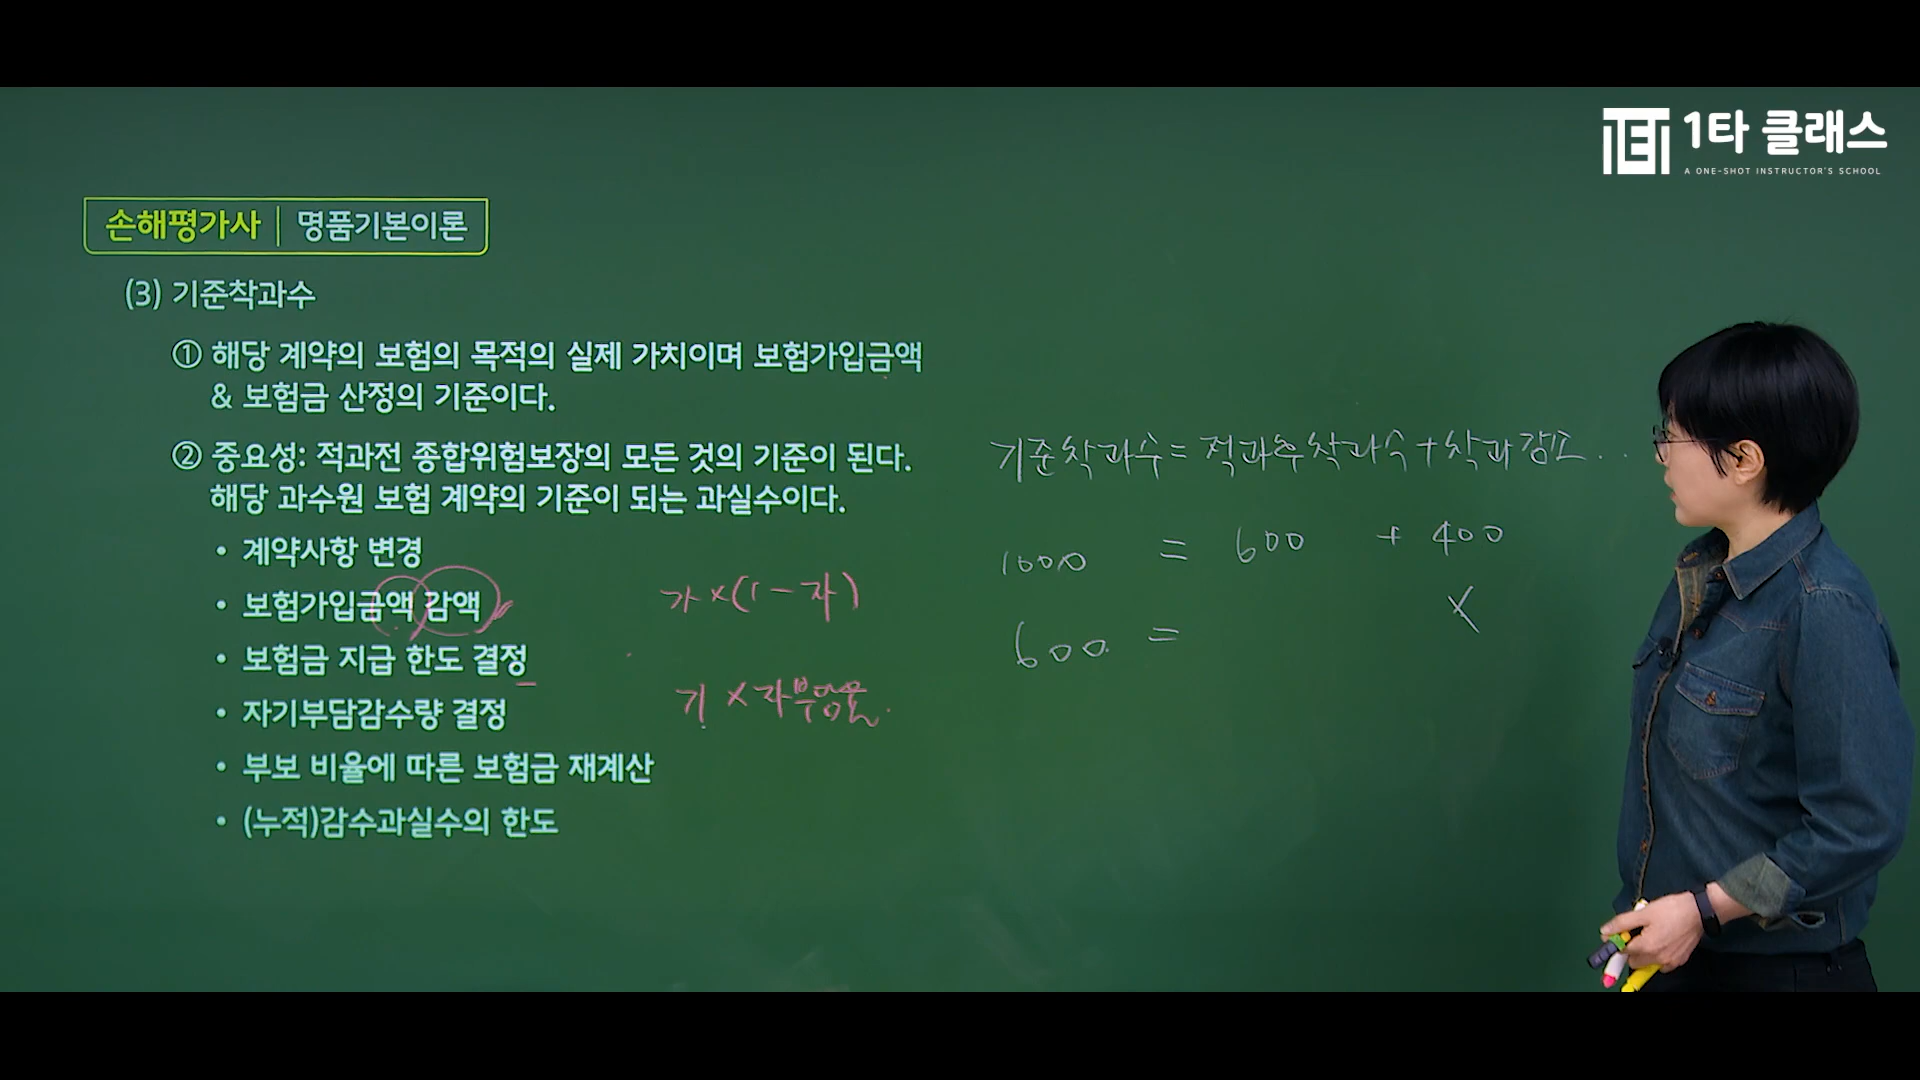 1타 클래스
A ONE-SHOT INSTRUCTOR'S SCHOOL
손해평가사 | 명품기본이론
(3) 기준착과수
① 해당 계약의 보험의 목적의 실제 가치이며 보험가입금액
& 보험금 산정의 기준이다.
② 중요성: 적과전 종합위험보장의 모든 것의 기준이 된다.
해당 과수원 보험 계약의 기준이 되는 과실수이다.
• 계약사항 변경
• 보험가입금액 감액
• 보험금 지급 한도 결정
• 자기부담감수량 결정
• 부보 비율에 따른 보험금 재계산
• (누적)감수과실수의 한도
가×(1-자)
기×자부담율.
기준착과수=적과후착과수+착과감소..
1000 = 600 + 400
600 = X